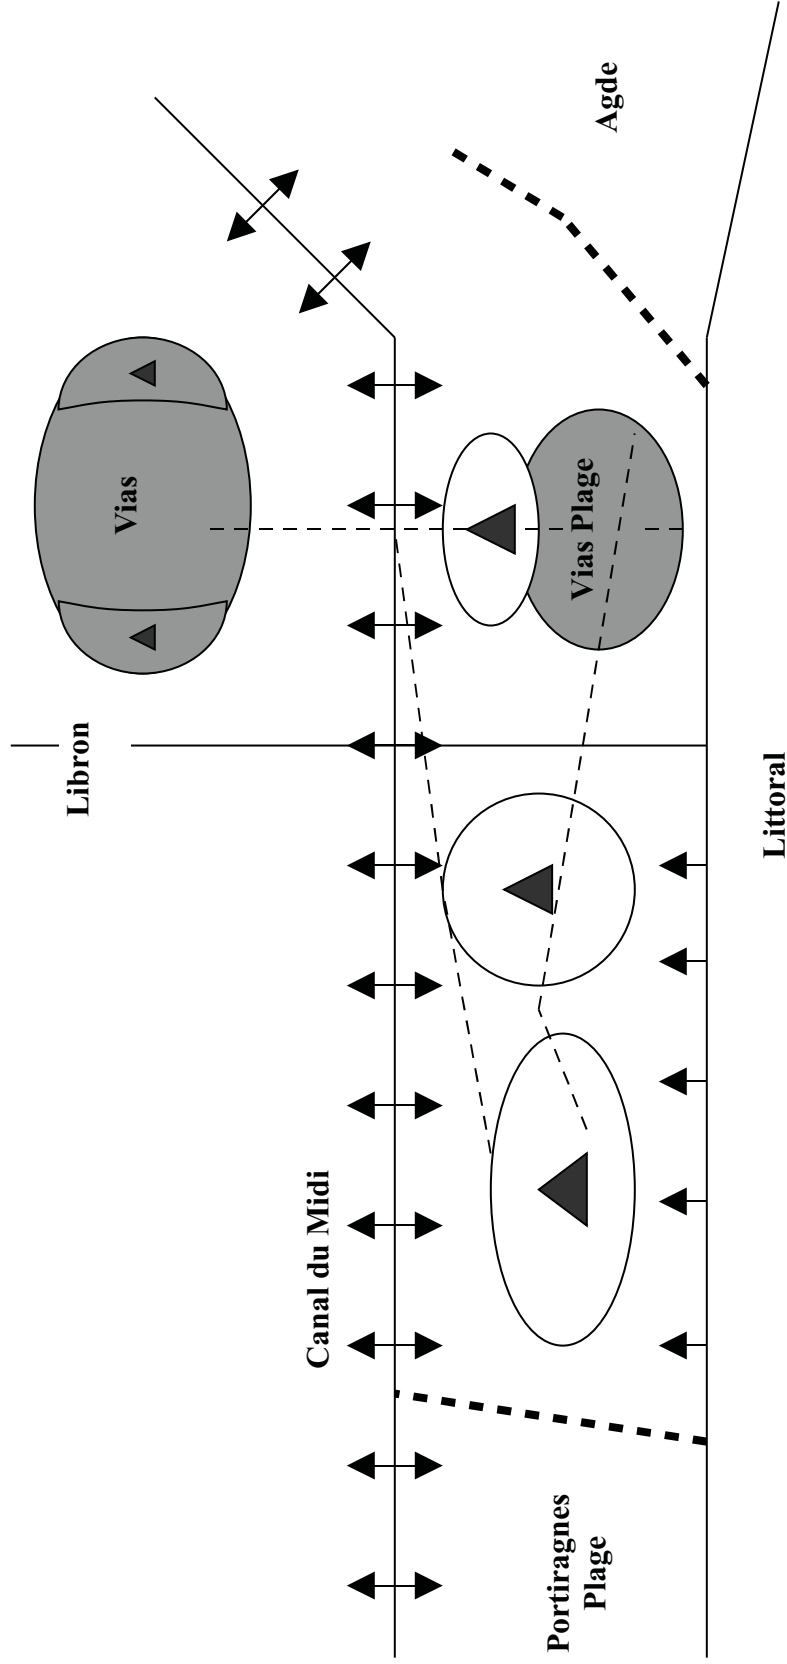 Vias
Agde
Libron
Canal du Midi
Vias Plage
Portiragnes
Plage
Littoral